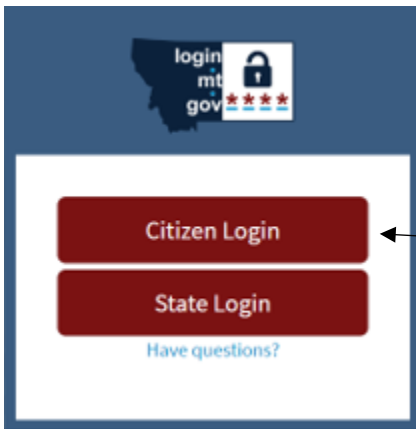 login
mt
gov ****
Citizen Login
State Login
Have questions?